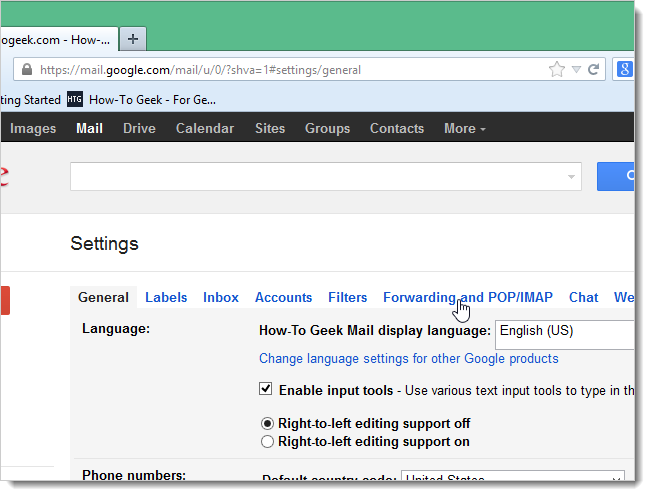 ogeek.com - How-...
https://mail.google.com/mail/u/0/?shva=1#settings/general
ting Started HTG How-To Geek - For Ge...
Images Mail Drive Calendar Sites Groups Contacts More
Settings
General Labels Inbox Accounts Filters Forwarding and POP/IMAP Chat We
Language: How-To Geek Mail display language: English (US)
Change language settings for other Google products
Enable input tools - Use various text input tools to type in th
Right-to-left editing support off
Right-to-left editing support on
Phone numbers: Default country code: United States